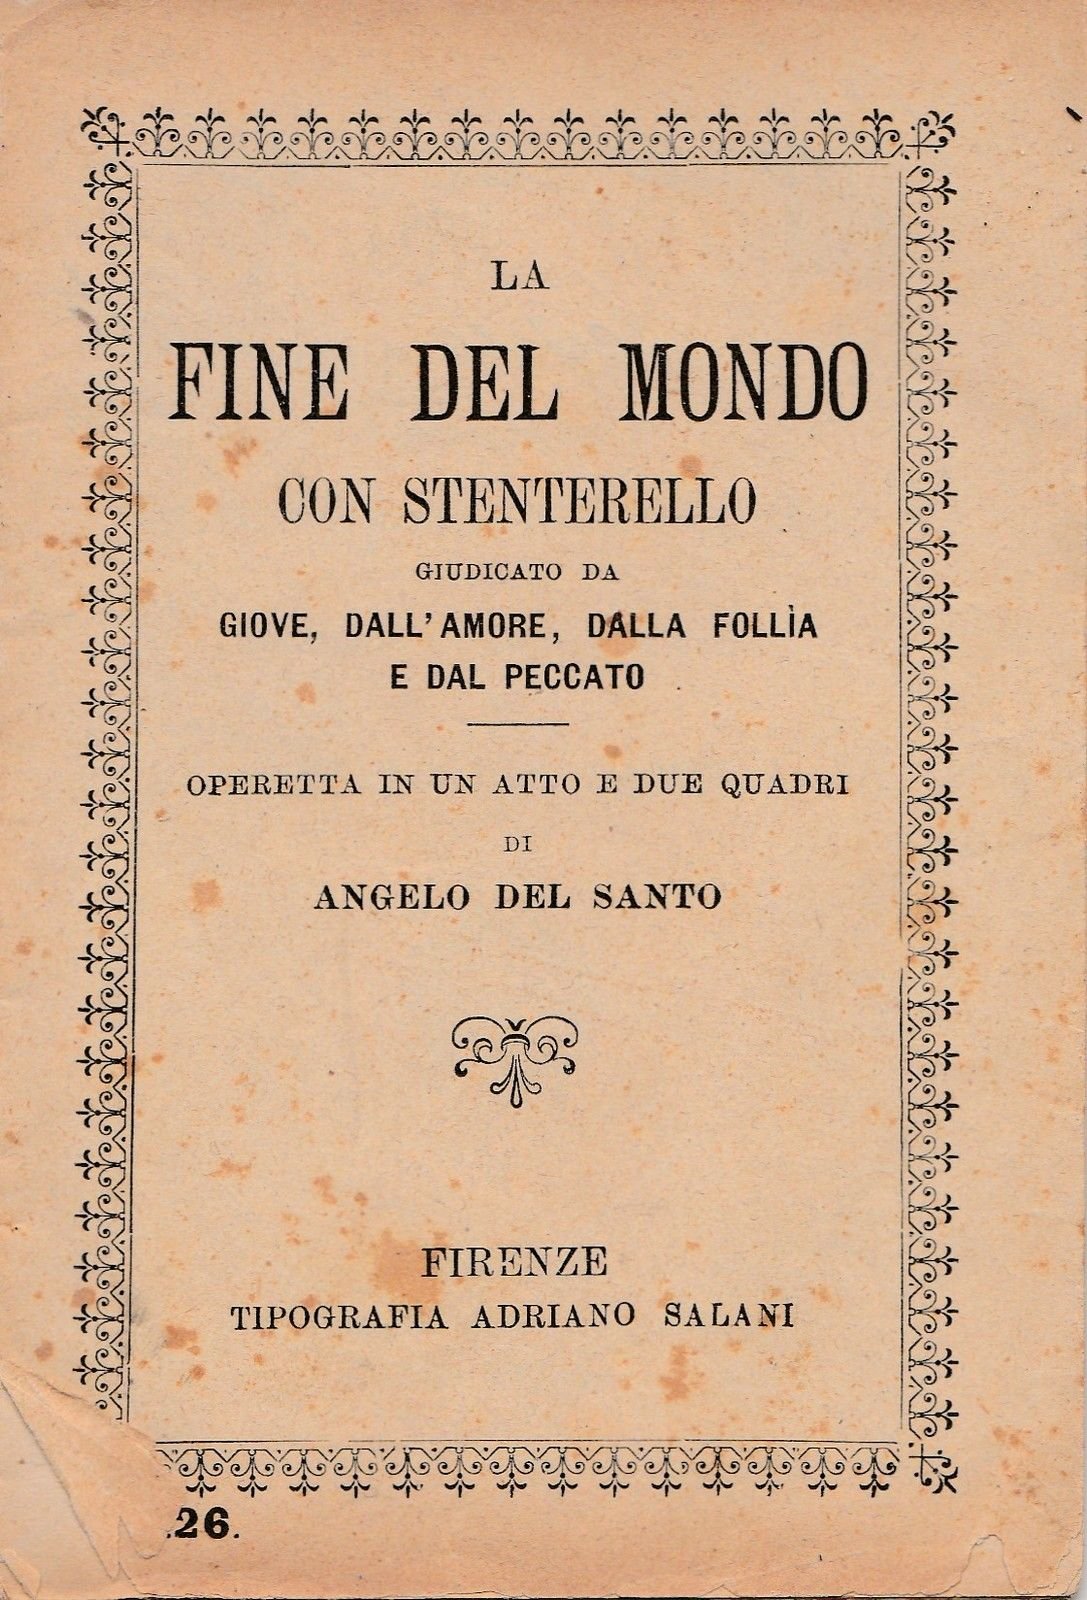 LA
FINE DEL MONDO
CON STENTERELLO
GIUDICATO DA
GIOVE, DALL'AMORE, DALLA FOLLÌA
E DAL PECCATO
OPERETTA IN UN ATTO E DUE QUADRI
DI
ANGELO DEL SANTO
FIRENZE
TIPOGRAFIA ADRIANO SALANI
.26.